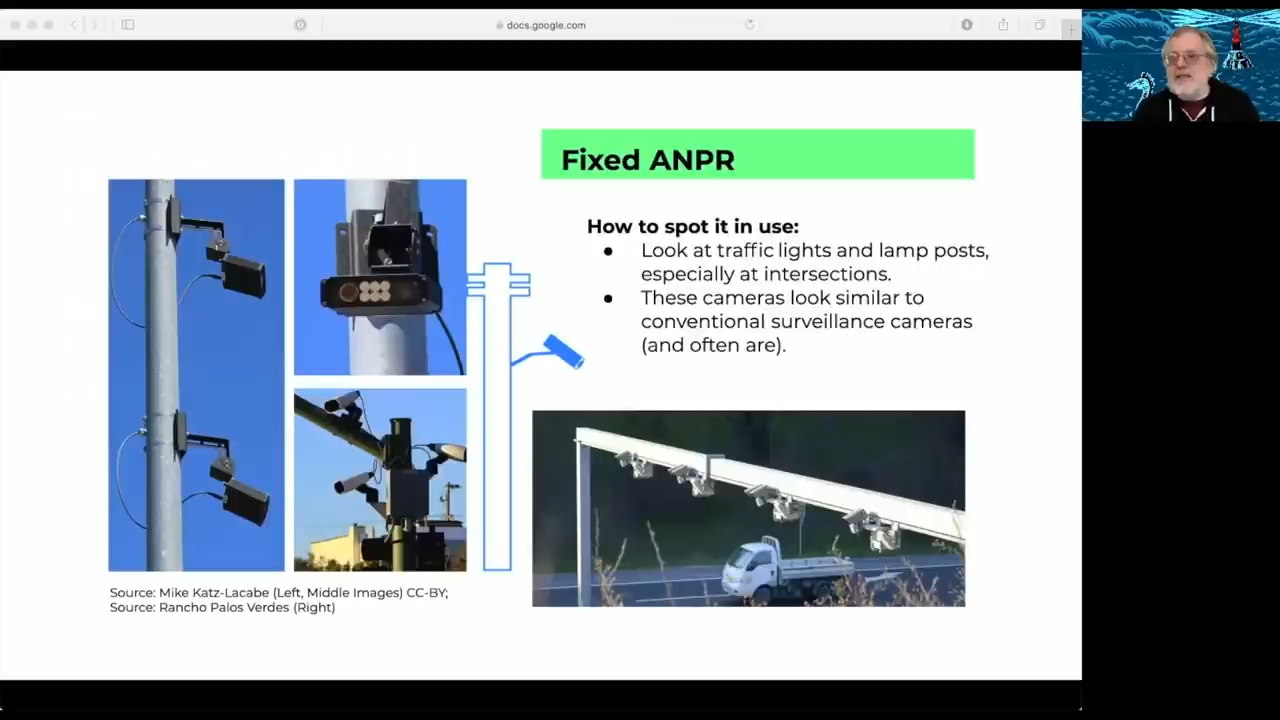 docs.google.com
Fixed ANPR
How to spot it in use:
● Look at traffic lights and lamp posts,
especially at intersections.
● These cameras look similar to
conventional surveillance cameras
(and often are).
Source: Mike Katz-Lacabe (Left, Middle Images) CC-BY;
Source: Rancho Palos Verdes (Right)